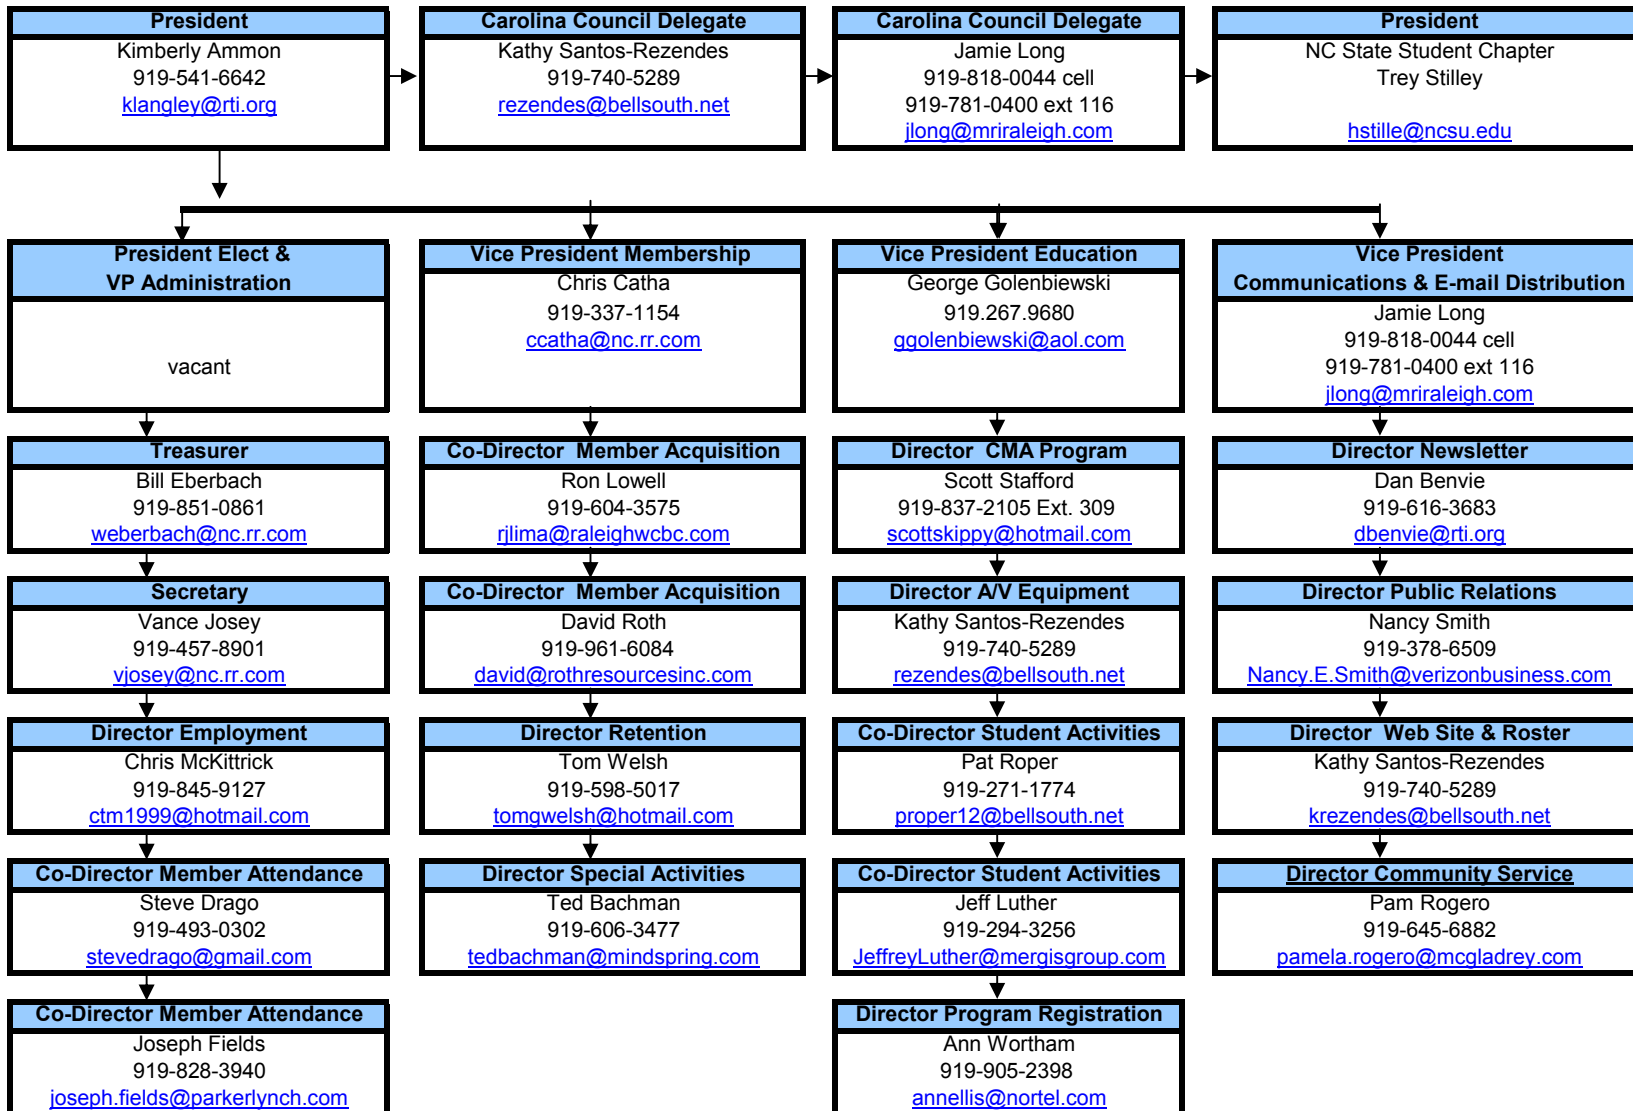 President
Kimberly Ammon
919-541-6642
klangley@rti.org
Carolina Council Delegate
Kathy Santos-Rezendes
919-740-5289
rezendes@bellsouth.net
Carolina Council Delegate
Jamie Long
919-818-0044 cell
919-781-0400 ext 116
jlong@mriraleigh.com
President
NC State Student Chapter
Trey Stilley
hstille@ncsu.edu
President Elect &
VP Administration
vacant
Vice President Membership
Chris Catha
919-337-1154
ccatha@nc.rr.com
Vice President Education
George Golenbiewski
919.267.9680
ggolenbiewski@aol.com
Vice President
Communications & E-mail Distribution
Jamie Long
919-818-0044 cell
919-781-0400 ext 116
jlong@mriraleigh.com
Treasurer
Bill Eberbach
919-851-0861
weberbach@nc.rr.com
Co-Director  Member Acquisition
Ron Lowell
919-604-3575
rjlima@raleighwcbc.com
Director  CMA Program
Scott Stafford
919-837-2105 Ext. 309
scottskippy@hotmail.com
Director Newsletter
Dan Benvie
919-616-3683
dbenvie@rti.org
Secretary
Vance Josey
919-457-8901
vjosey@nc.rr.com
Co-Director  Member Acquisition
David Roth
919-961-6084
david@rothresourcesinc.com
Director A/V Equipment
Kathy Santos-Rezendes
919-740-5289
rezendes@bellsouth.net
Director Public Relations
Nancy Smith
919-378-6509
Nancy.E.Smith@verizonbusiness.com
Director Employment
Chris McKittrick
919-845-9127
ctm1999@hotmail.com
Director Retention
Tom Welsh
919-598-5017
tomgwelsh@hotmail.com
Co-Director Student Activities
Pat Roper
919-271-1774
proper12@bellsouth.net
Director  Web Site & Roster
Kathy Santos-Rezendes
919-740-5289
krezendes@bellsouth.net
Co-Director Member Attendance
Steve Drago
919-493-0302
stevedrago@gmail.com
Director Special Activities
Ted Bachman
919-606-3477
tedbachman@mindspring.com
Co-Director Student Activities
Jeff Luther
919-294-3256
JeffreyLuther@mergisgroup.com
Director Community Service
Pam Rogero
919-645-6882
pamela.rogero@mcgladrey.com
Co-Director Member Attendance
Joseph Fields
919-828-3940
joseph.fields@parkerlynch.com
Director Program Registration
Ann Wortham
919-905-2398
annellis@nortel.com